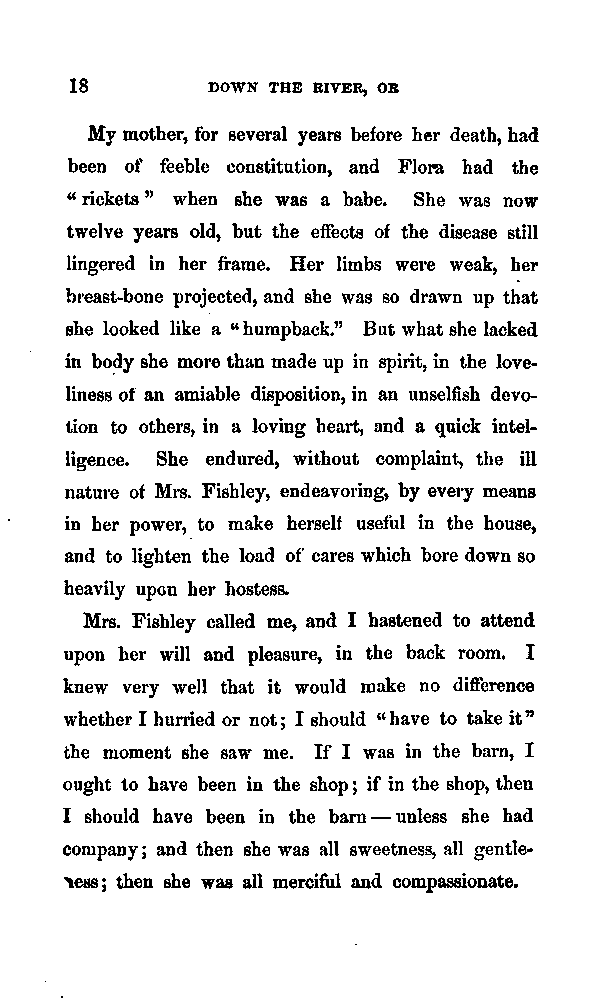 18 DOWN THE RIVER, OR
My mother, for several years before her death, had
been of feeble constitution, and Flora had the
“rickets” when she was a babe. She was now
twelve years old, but the effects of the disease still
lingered in her frame. Her limbs were weak, her
breast-bone projected, and she was so drawn up that
she looked like a “humpback.” But what she lacked
in body she more than made up in spirit, in the love-
liness of an amiable disposition, in an unselfish devo-
tion to others, in a loving heart, and a quick intel-
ligence. She endured, without complaint, the ill
nature of Mrs. Fishley, endeavoring, by every means
in her power, to make herself useful in the house,
and to lighten the load of cares which bore down so
heavily upon her hostess.
Mrs. Fishley called me, and I hastened to attend
upon her will and pleasure, in the back room. I
knew very well that it would make no difference
whether I hurried or not; I should “have to take it”
the moment she saw me. If I was in the barn, I
ought to have been in the shop; if in the shop, then
I should have been in the barn — unless she had
company; and then she was all sweetness, all gentle-
ness; then she was all merciful and compassionate.